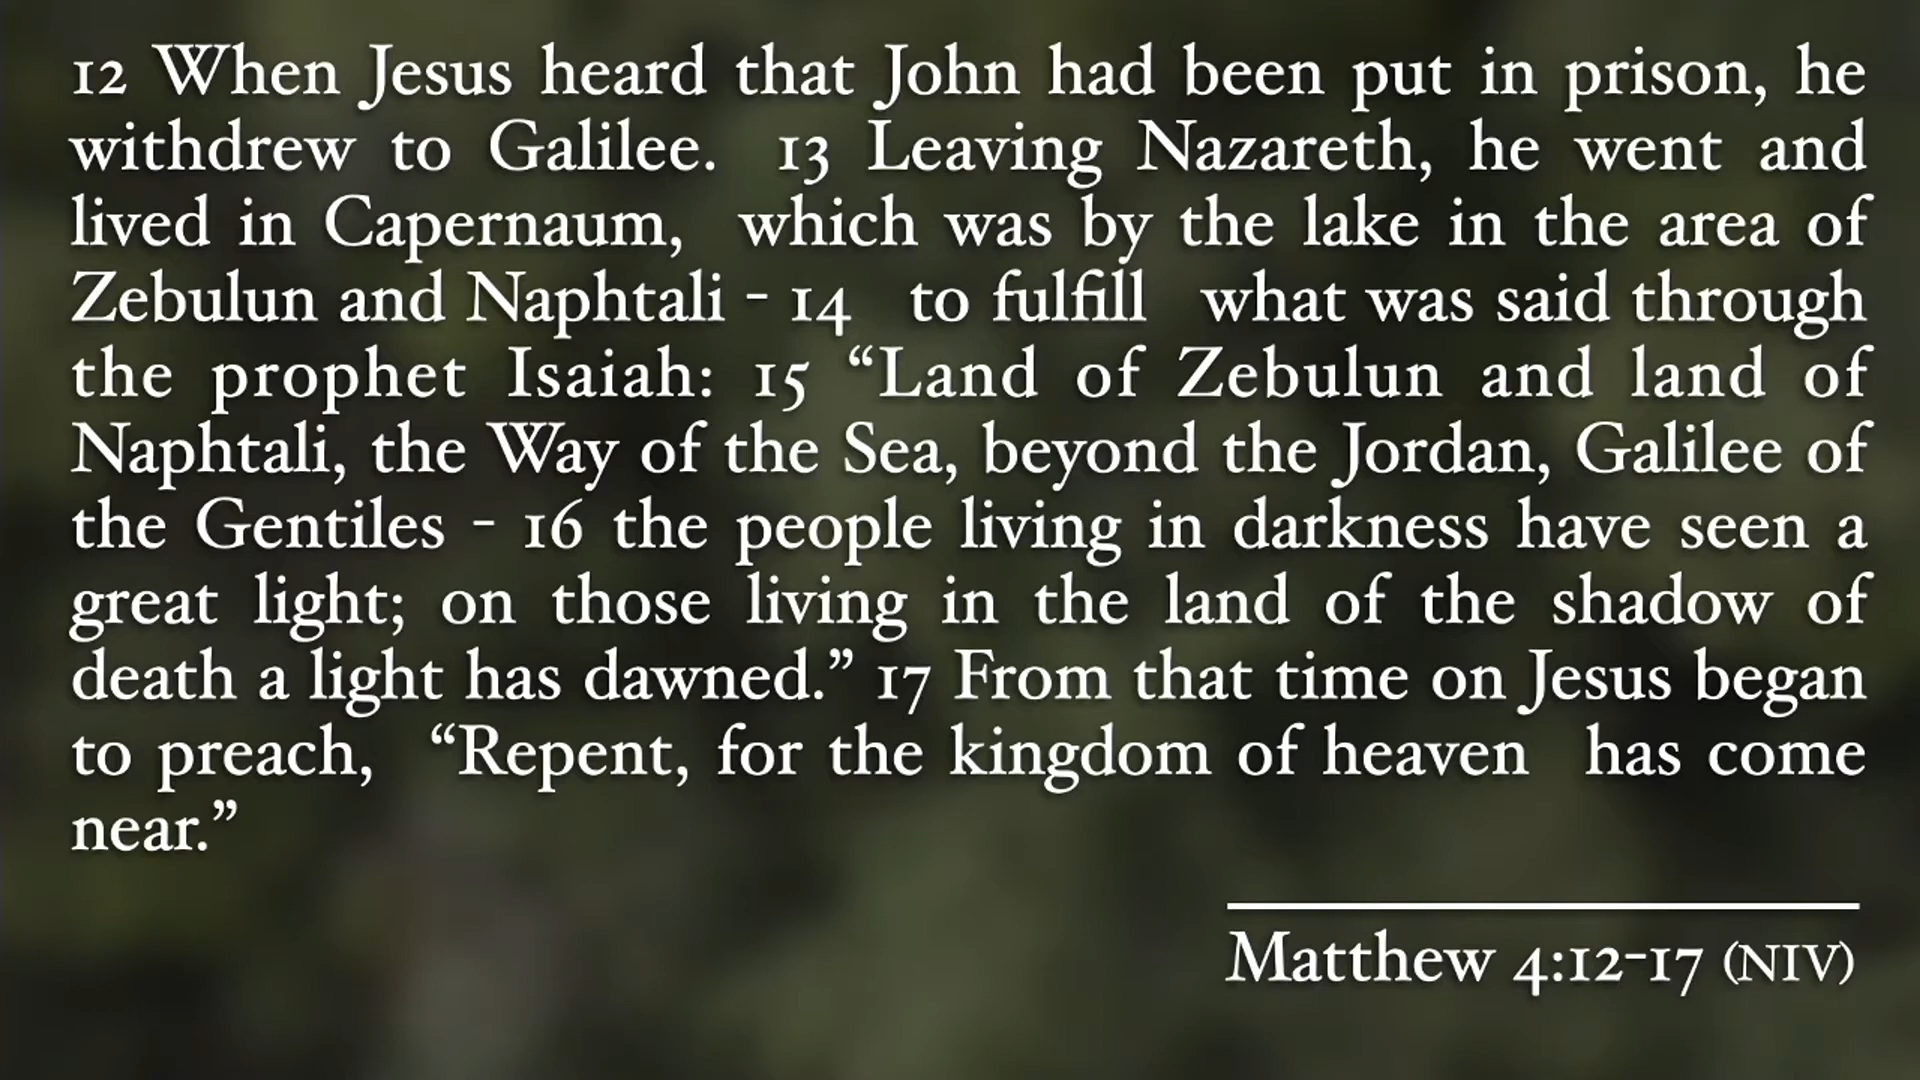 12 When Jesus heard that John had been put in prison, he
withdrew to Galilee. 13 Leaving Nazareth, he went and
lived in Capernaum, which was by the lake in the area of
Zebulun and Naphtali - 14 to fulfill what was said through
the prophet Isaiah: 15 “Land of Zebulun and land of
Naphtali, the Way of the Sea, beyond the Jordan, Galilee of
the Gentiles - 16 the people living in darkness have seen a
great light; on those living in the land of the shadow of
death a light has dawned.” 17 From that time on Jesus began
to preach, “Repent, for the kingdom of heaven has come
near.”
Matthew 4:12-17 (NIV)